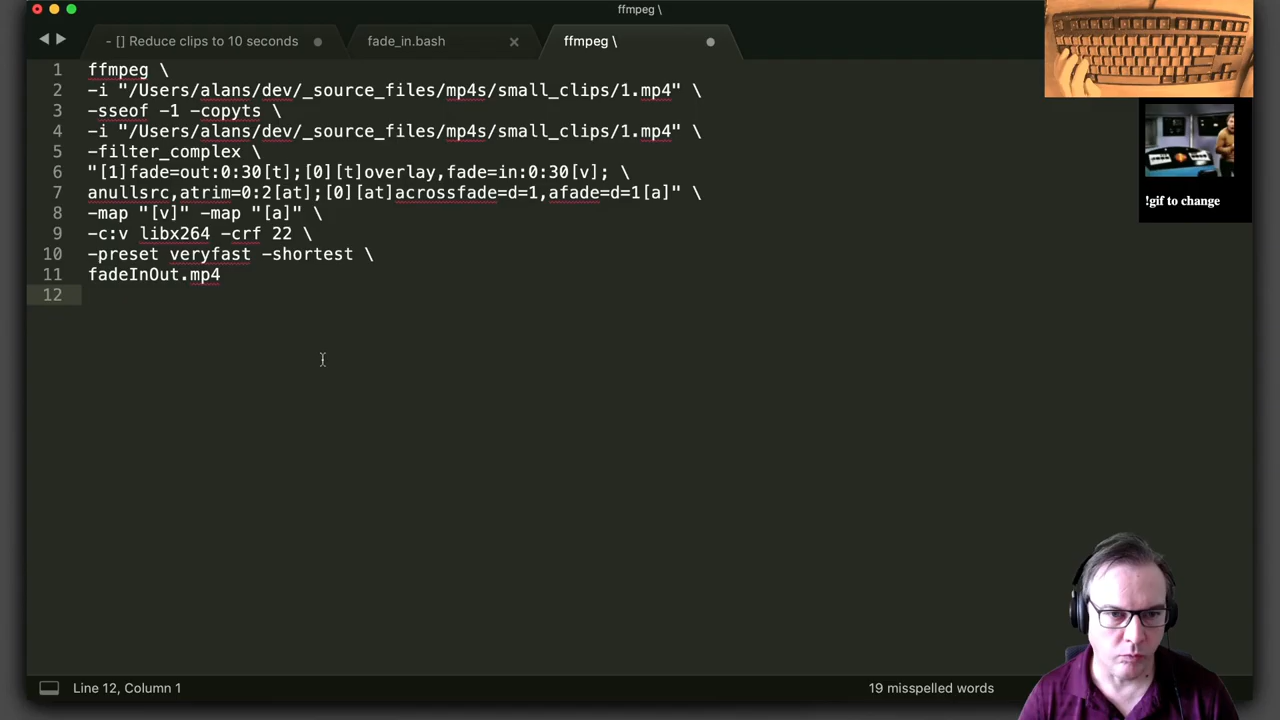 ffmpeg \
- [] Reduce clips to 10 seconds
fade_in.bash
ffmpeg \
1 ffmpeg \
2 -i "/Users/alans/dev/_source_files/mp4s/small_clips/1.mp4" \
3 -sseof -1 -copyts \
4 -i "/Users/alans/dev/_source_files/mp4s/small_clips/1.mp4" \
5 -filter_complex \
6 "[1]fade=out:0:30[t];[0][t]overlay,fade=in:0:30[v]; \
7 anullsrc,atrim=0:2[at];[0][at]acrossfade=d=1,afade=d=1[a]" \
8 -map "[v]" -map "[a]" \
9 -c:v libx264 -crf 22 \
10 -preset veryfast -shortest \
11 fadeInOut.mp4
12
!gif to change
Line 12, Column 1
19 misspelled words